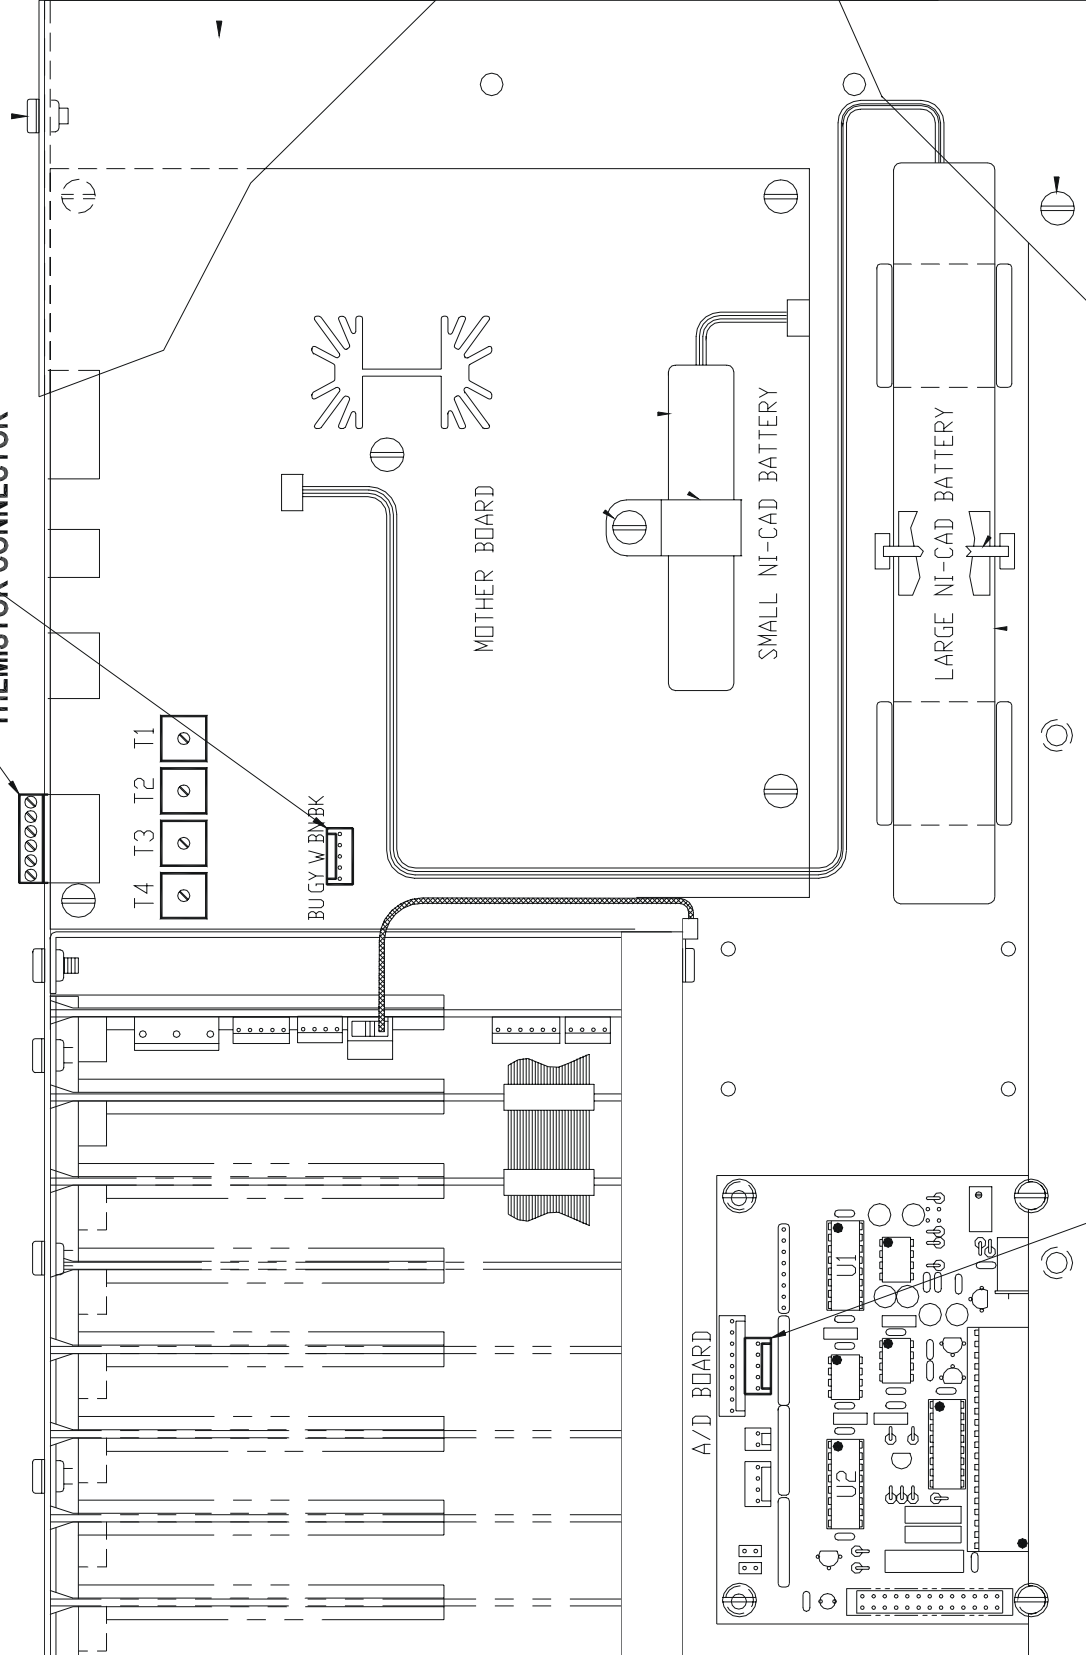 THEMISTOR CONNECTOR
T1
T2
T3
T4
BU GY W BN BK
MOTHER BOARD
SMALL NI-CAD BATTERY
LARGE NI-CAD BATTERY
A/D BOARD
U1
U2